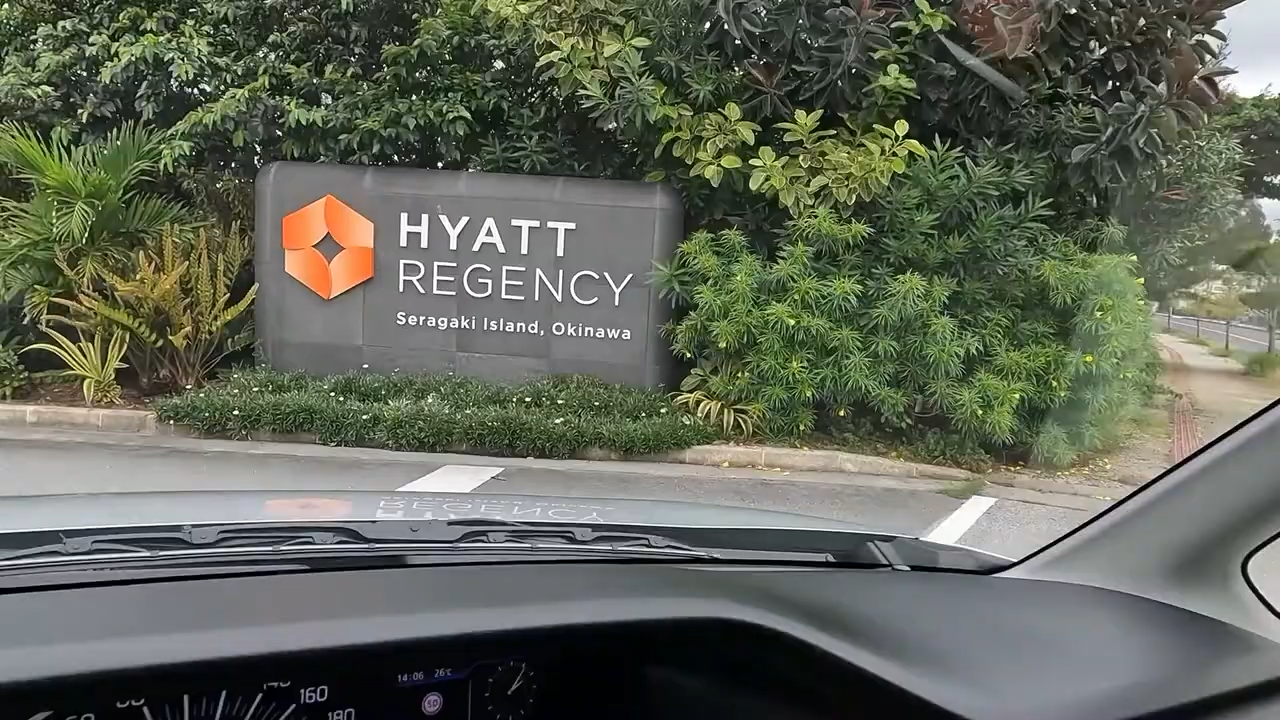 HYATT
REGENCY
Seragaki Island, Okinawa
14:06 26°C
160
180